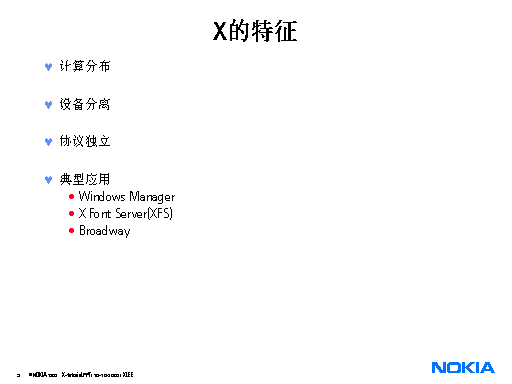 X的特征
计算分布
设备分离
协议独立
典型应用
Windows Manager
X Font Server(XFS)
Broadway
NOKIA